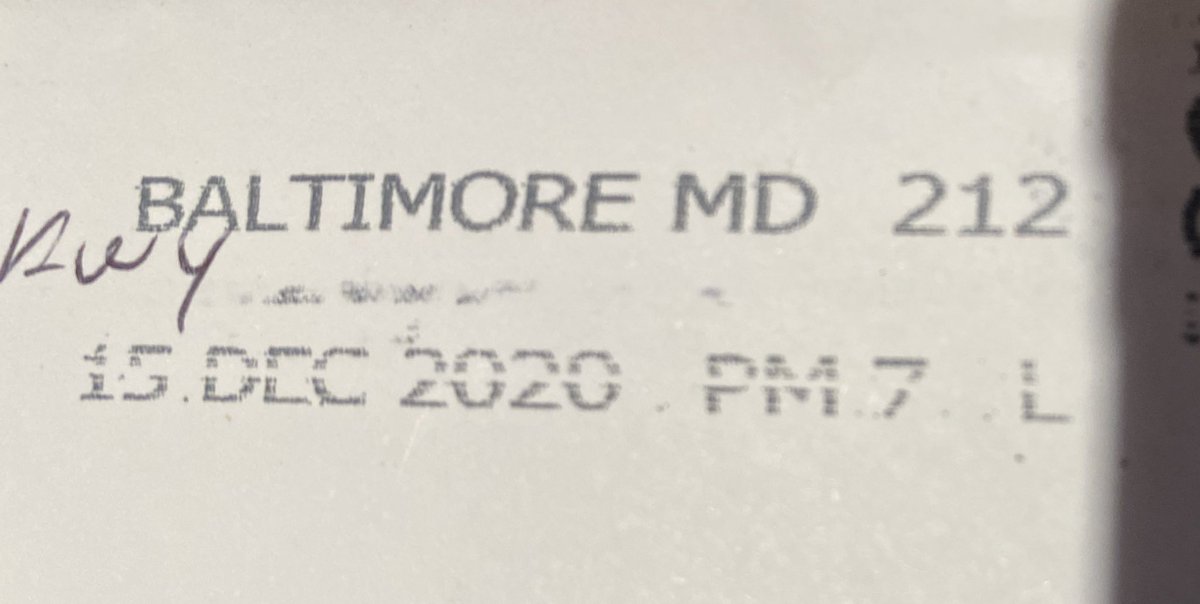 BALTIMORE MD 212
15 DEC 2020 PM 7 L